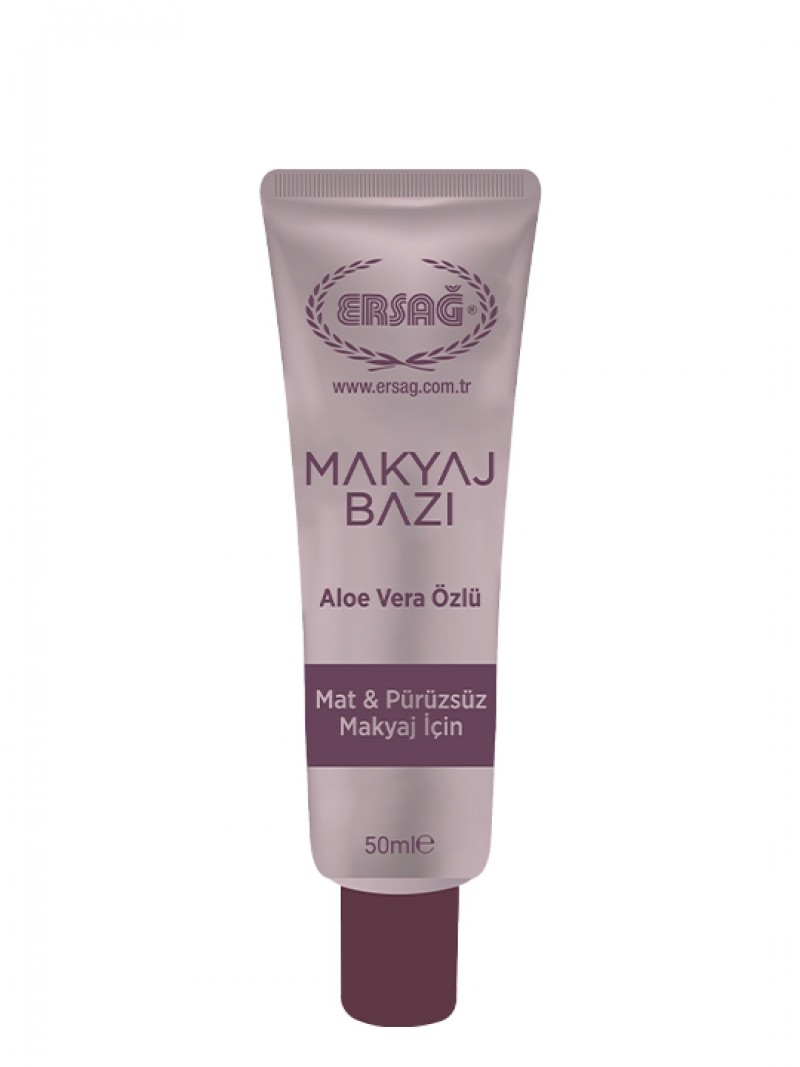 ERSAĞ®
www.ersag.com.tr
MAKYAJ
BAZI
Aloe Vera Özlü
Mat & Pürüzsüz
Makyaj İçin
50ml℮